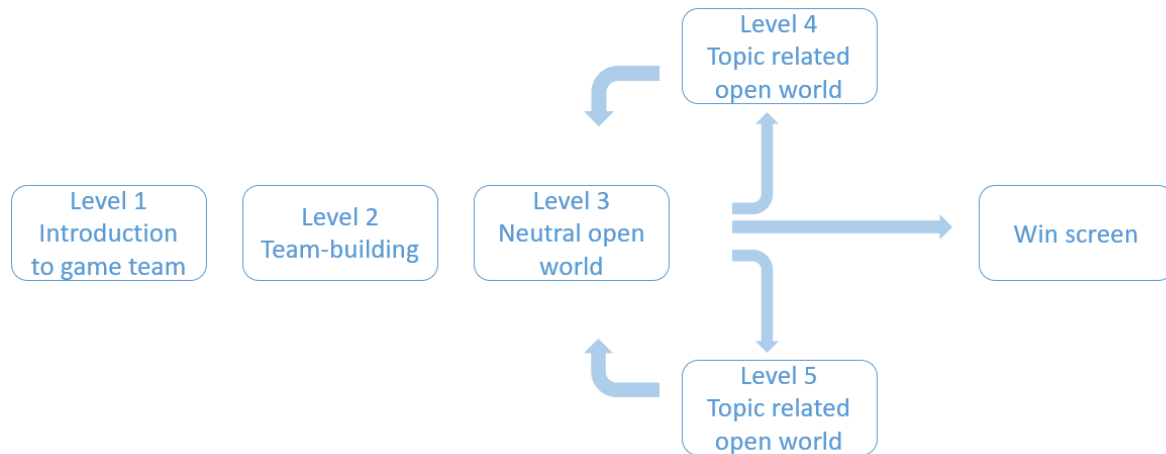 Level 1
Introduction
to game team
Level 2
Team-building
Level 3
Neutral open
world
Level 4
Topic related
open world
Level 5
Topic related
open world
Win screen